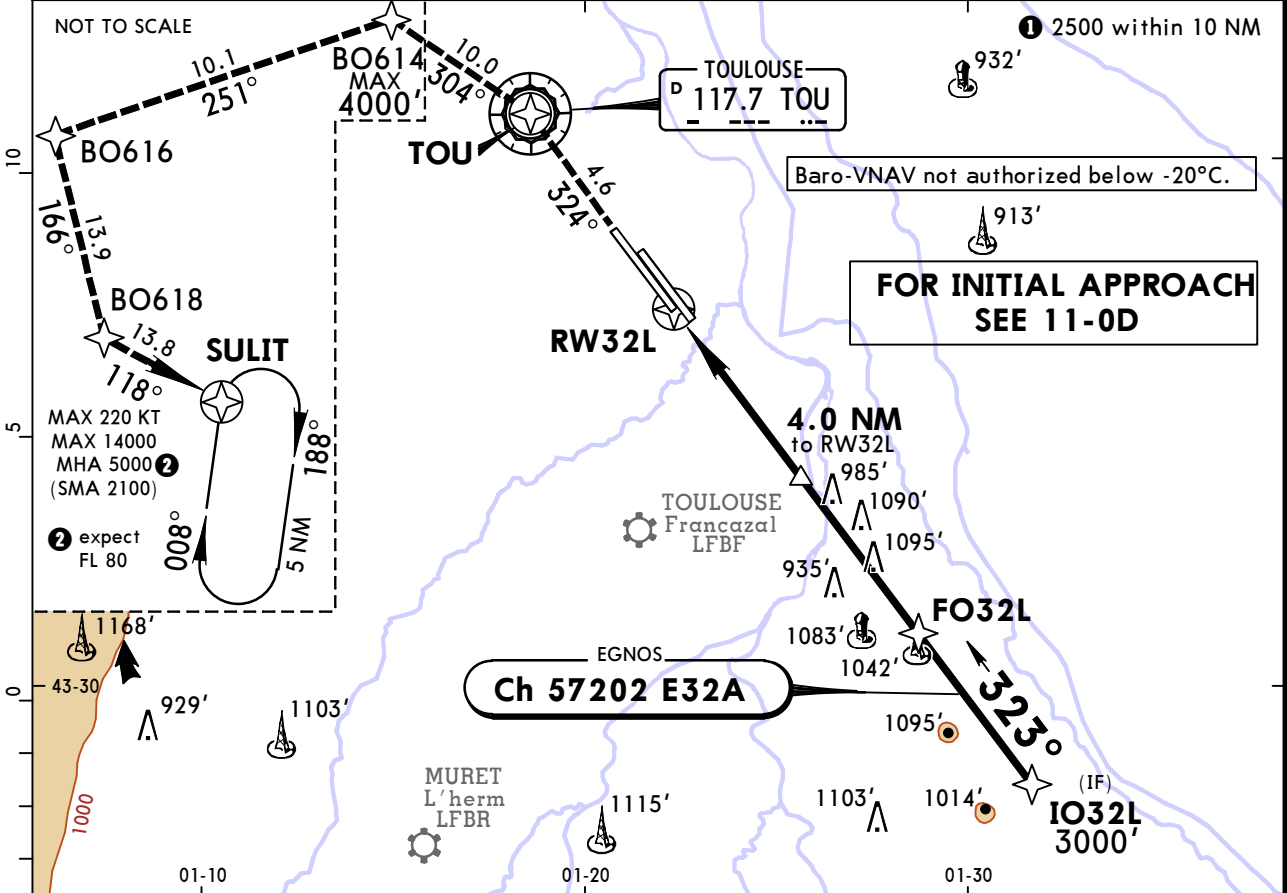 NOT TO SCALE
❶ 2500 within 10 NM
10.1
251°
BO614
MAX
4000'
10.0
304°
TOULOUSE
D 117.7 TOU
932'
BO616
TOU
10
Baro-VNAV not authorized below -20°C.
4.6
324°
913'
166°
13.9
FOR INITIAL APPROACH
SEE 11-0D
BO618
13.8
118°
SULIT
RW32L
MAX 220 KT
MAX 14000
MHA 5000 ❷
(SMA 2100)
188°
5
4.0 NM
to RW32L
985'
1090'
1095'
TOULOUSE
Francazal
LFBF
❷ expect
FL 80
008°
5 NM
935'
FO32L
1083'
1042'
1168'
EGNOS
Ch 57202 E32A
323°
0
43-30
929'
1103'
1095'
1000
MURET
L'herm
LFBR
1115'
1103'
1014'
(IF)
IO32L
3000'
01-10
01-20
01-30